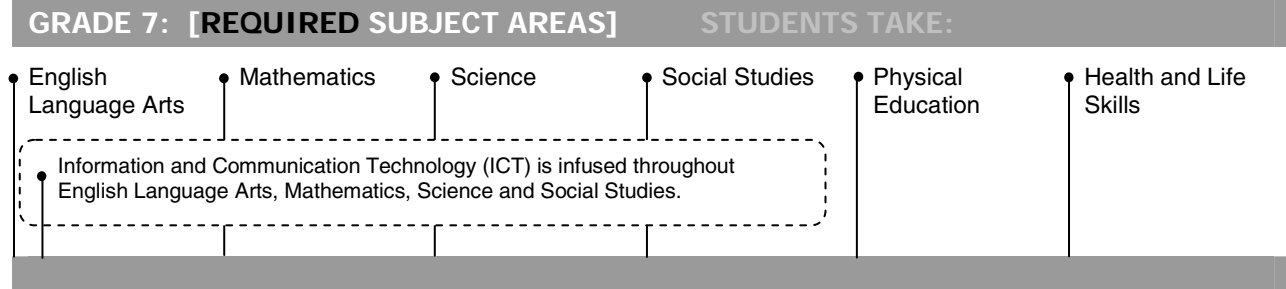 GRADE 7: [REQUIRED SUBJECT AREAS] STUDENTS TAKE:
English
Language Arts
Mathematics
Science
Social Studies
Physical
Education
Health and Life
Skills
Information and Communication Technology (ICT) is infused throughout
English Language Arts, Mathematics, Science and Social Studies.